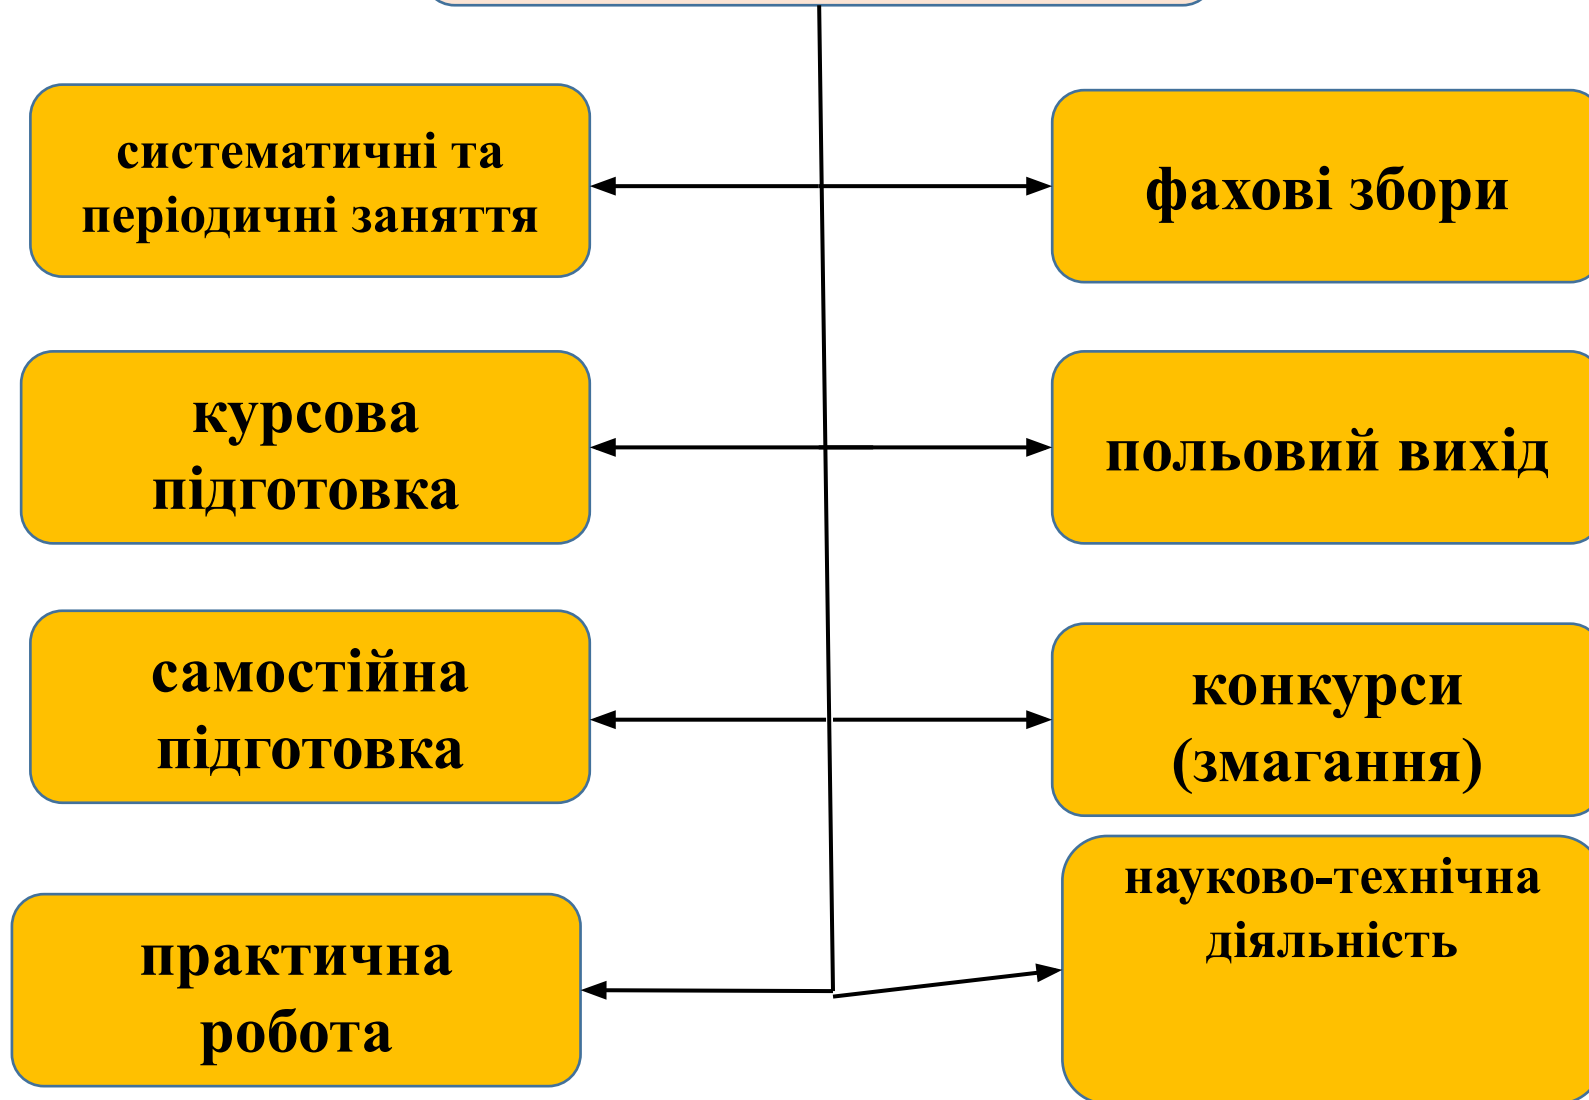 систематичні та
періодичні заняття
фахові збори
курсова
підготовка
польовий вихід
самостійна
підготовка
конкурси
(змагання)
практична
робота
науково-технічна
діяльність